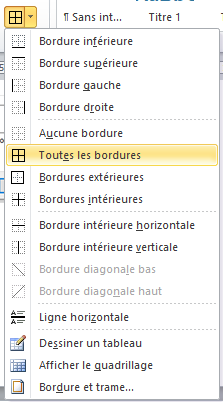 ¶ Sans int... Titre 1
Bordure inférieure
Bordure supérieure
Bordure gauche
Bordure droite
Aucune bordure
Toutes les bordures
Bordures extérieures
Bordures intérieures
Bordure intérieure horizontale
Bordure intérieure verticale
Bordure diagonale bas
Bordure diagonale haut
Ligne horizontale
Dessiner un tableau
Afficher le quadrillage
Bordure et trame...